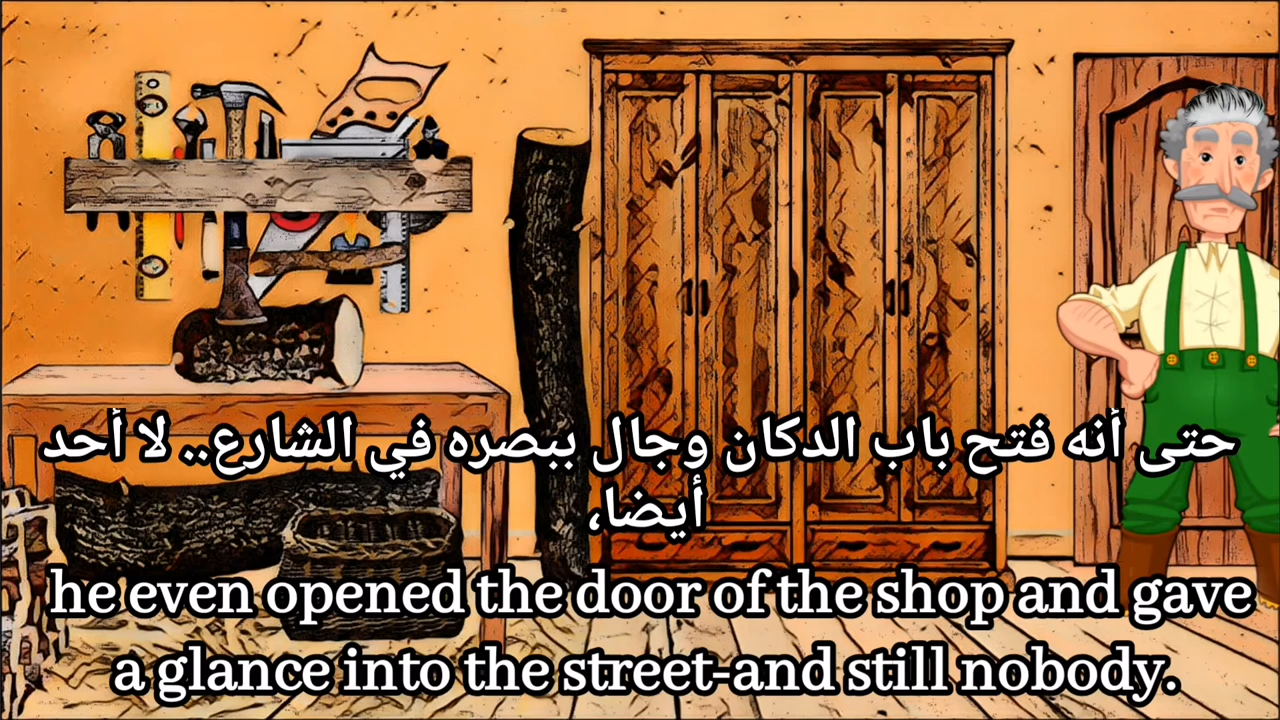 حتى أنه فتح باب الدكان وجال ببصره في الشارع.. لا أحد
أيضا،
he even opened the door of the shop and gave
a glance into the street-and still nobody.